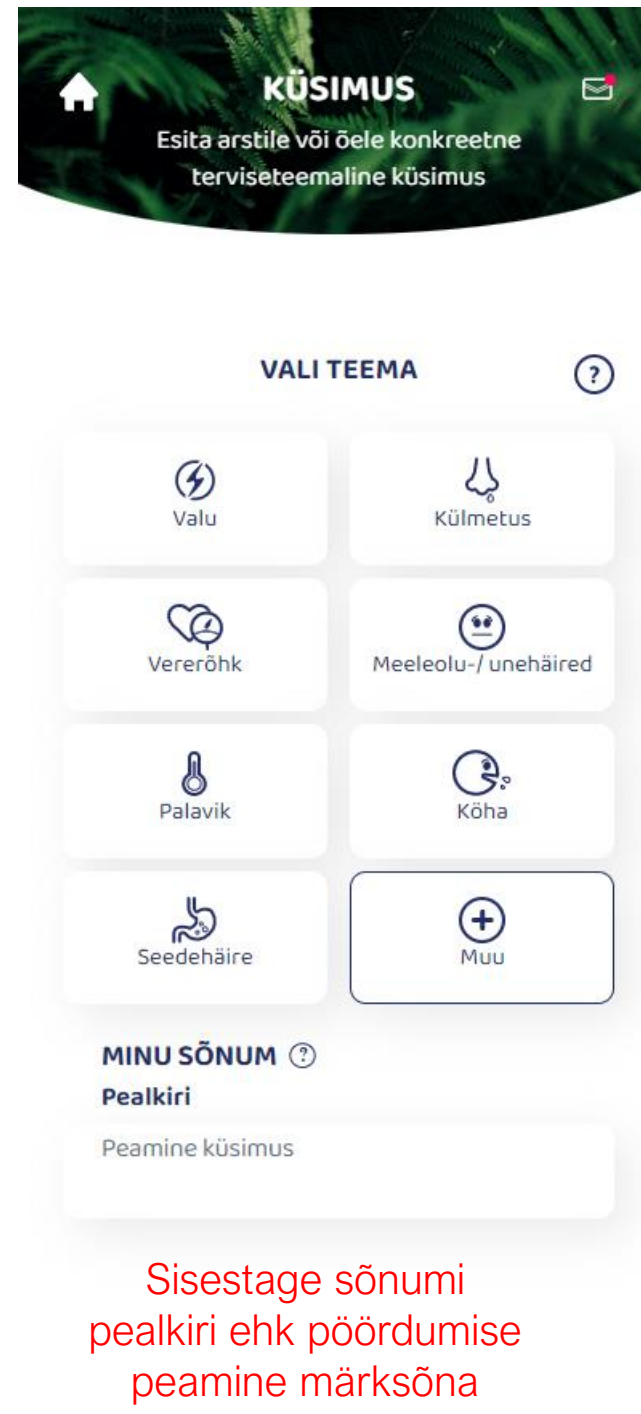 KÜSIMUS
Esita arstile või õele konkreetne
terviseteemaline küsimus
VALI TEEMA
?
Valu
Külmetus
Vererõhk
Meeleolu-/ unehäired
Palavik
Köha
Seedehäire
Muu
MINU SÕNUM ?
Pealkiri
Peamine küsimus
Sisestage sõnumi
pealkiri ehk pöördumise
peamine märksõna